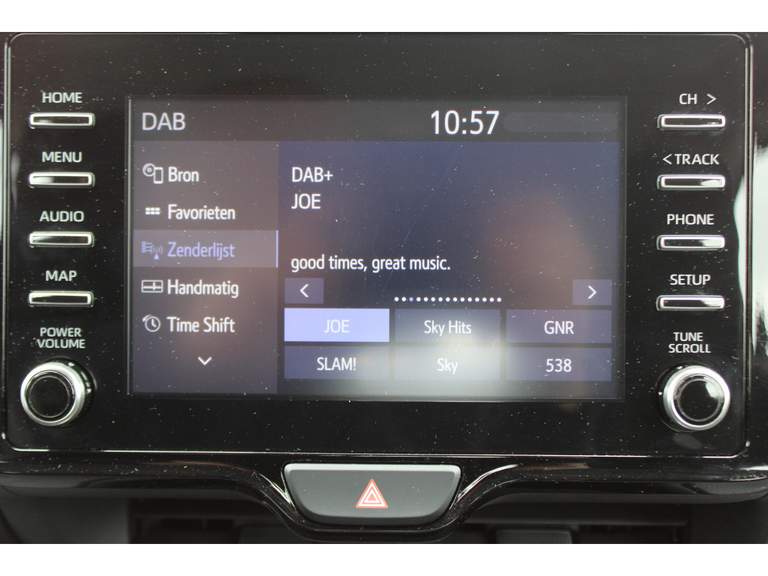 HOME
MENU
AUDIO
MAP
POWER
VOLUME
DAB
10:57
Bron
Favorieten
Zenderlijst
Handmatig
Time Shift
DAB+
JOE
good times, great music.
< >
JOE Sky Hits GNR
SLAM! Sky 538
CH >
< TRACK
PHONE
SETUP
TUNE
SCROLL